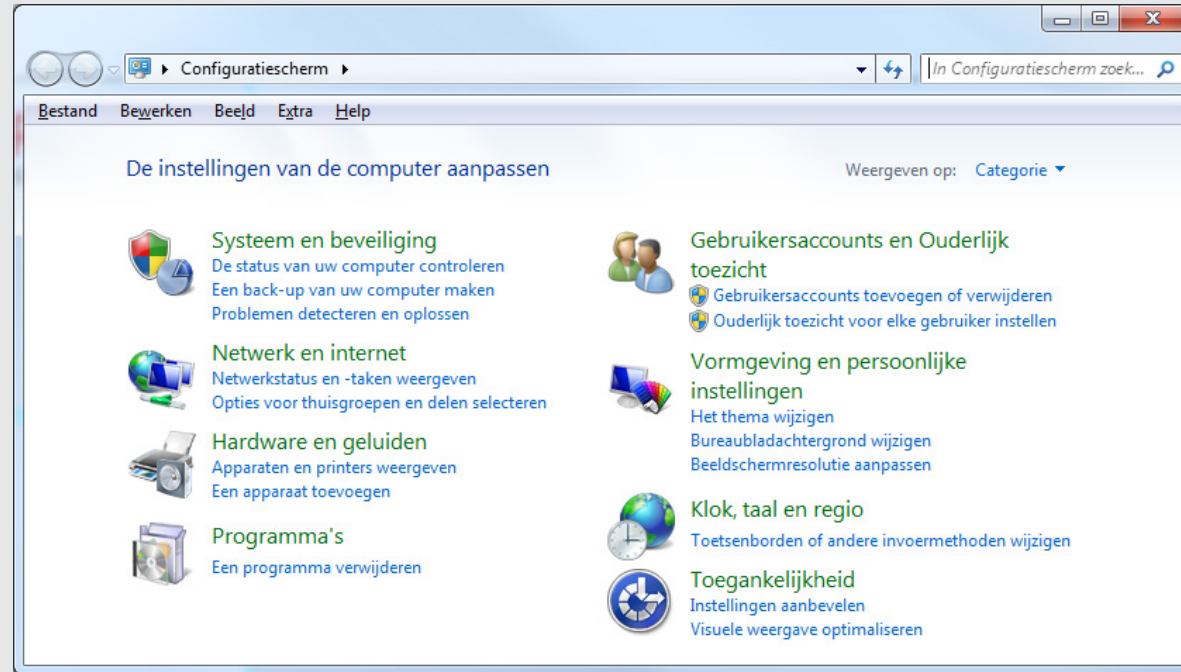 Configuratiescherm
In Configuratiescherm zoek...
Bestand Bewerken Beeld Extra Help
De instellingen van de computer aanpassen
Weergeven op: Categorie
Systeem en beveiliging
De status van uw computer controleren
Een back-up van uw computer maken
Problemen detecteren en oplossen
Netwerk en internet
Netwerkstatus en -taken weergeven
Opties voor thuisgroepen en delen selecteren
Hardware en geluiden
Apparaten en printers weergeven
Een apparaat toevoegen
Programma's
Een programma verwijderen
Gebruikersaccounts en Ouderlijk
toezicht
Gebruikersaccounts toevoegen of verwijderen
Ouderlijk toezicht voor elke gebruiker instellen
Vormgeving en persoonlijke
instellingen
Het thema wijzigen
Bureaubladachtergrond wijzigen
Beeldschermresolutie aanpassen
Klok, taal en regio
Toetsenborden of andere invoermethoden wijzigen
Toegankelijkheid
Instellingen aanbevelen
Visuele weergave optimaliseren